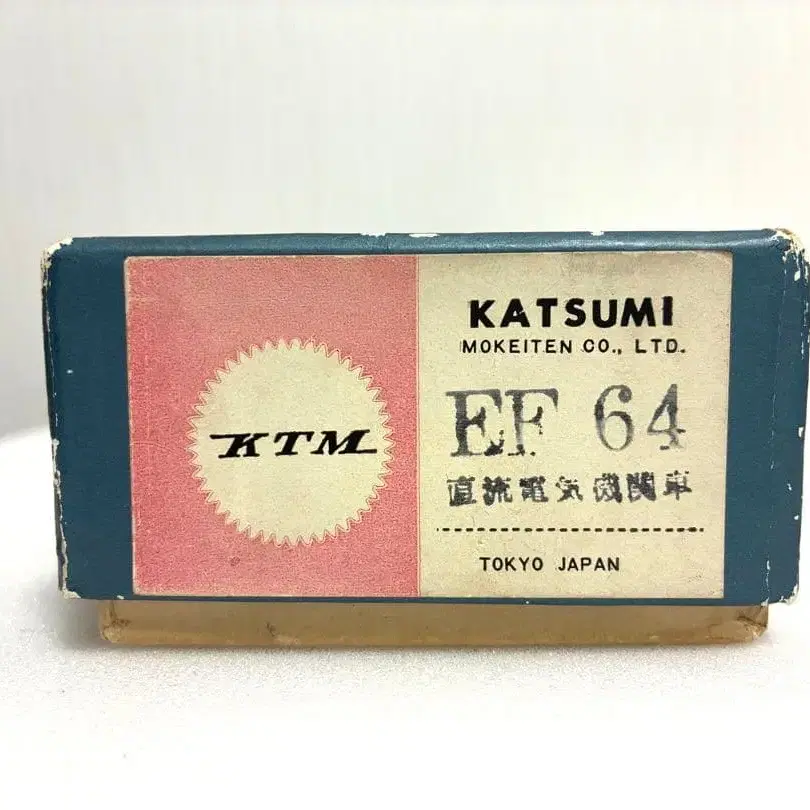 KTM
KATSUMI
MOKEITEN CO., LTD.
EF 64
直流電気機関車
TOKYO JAPAN